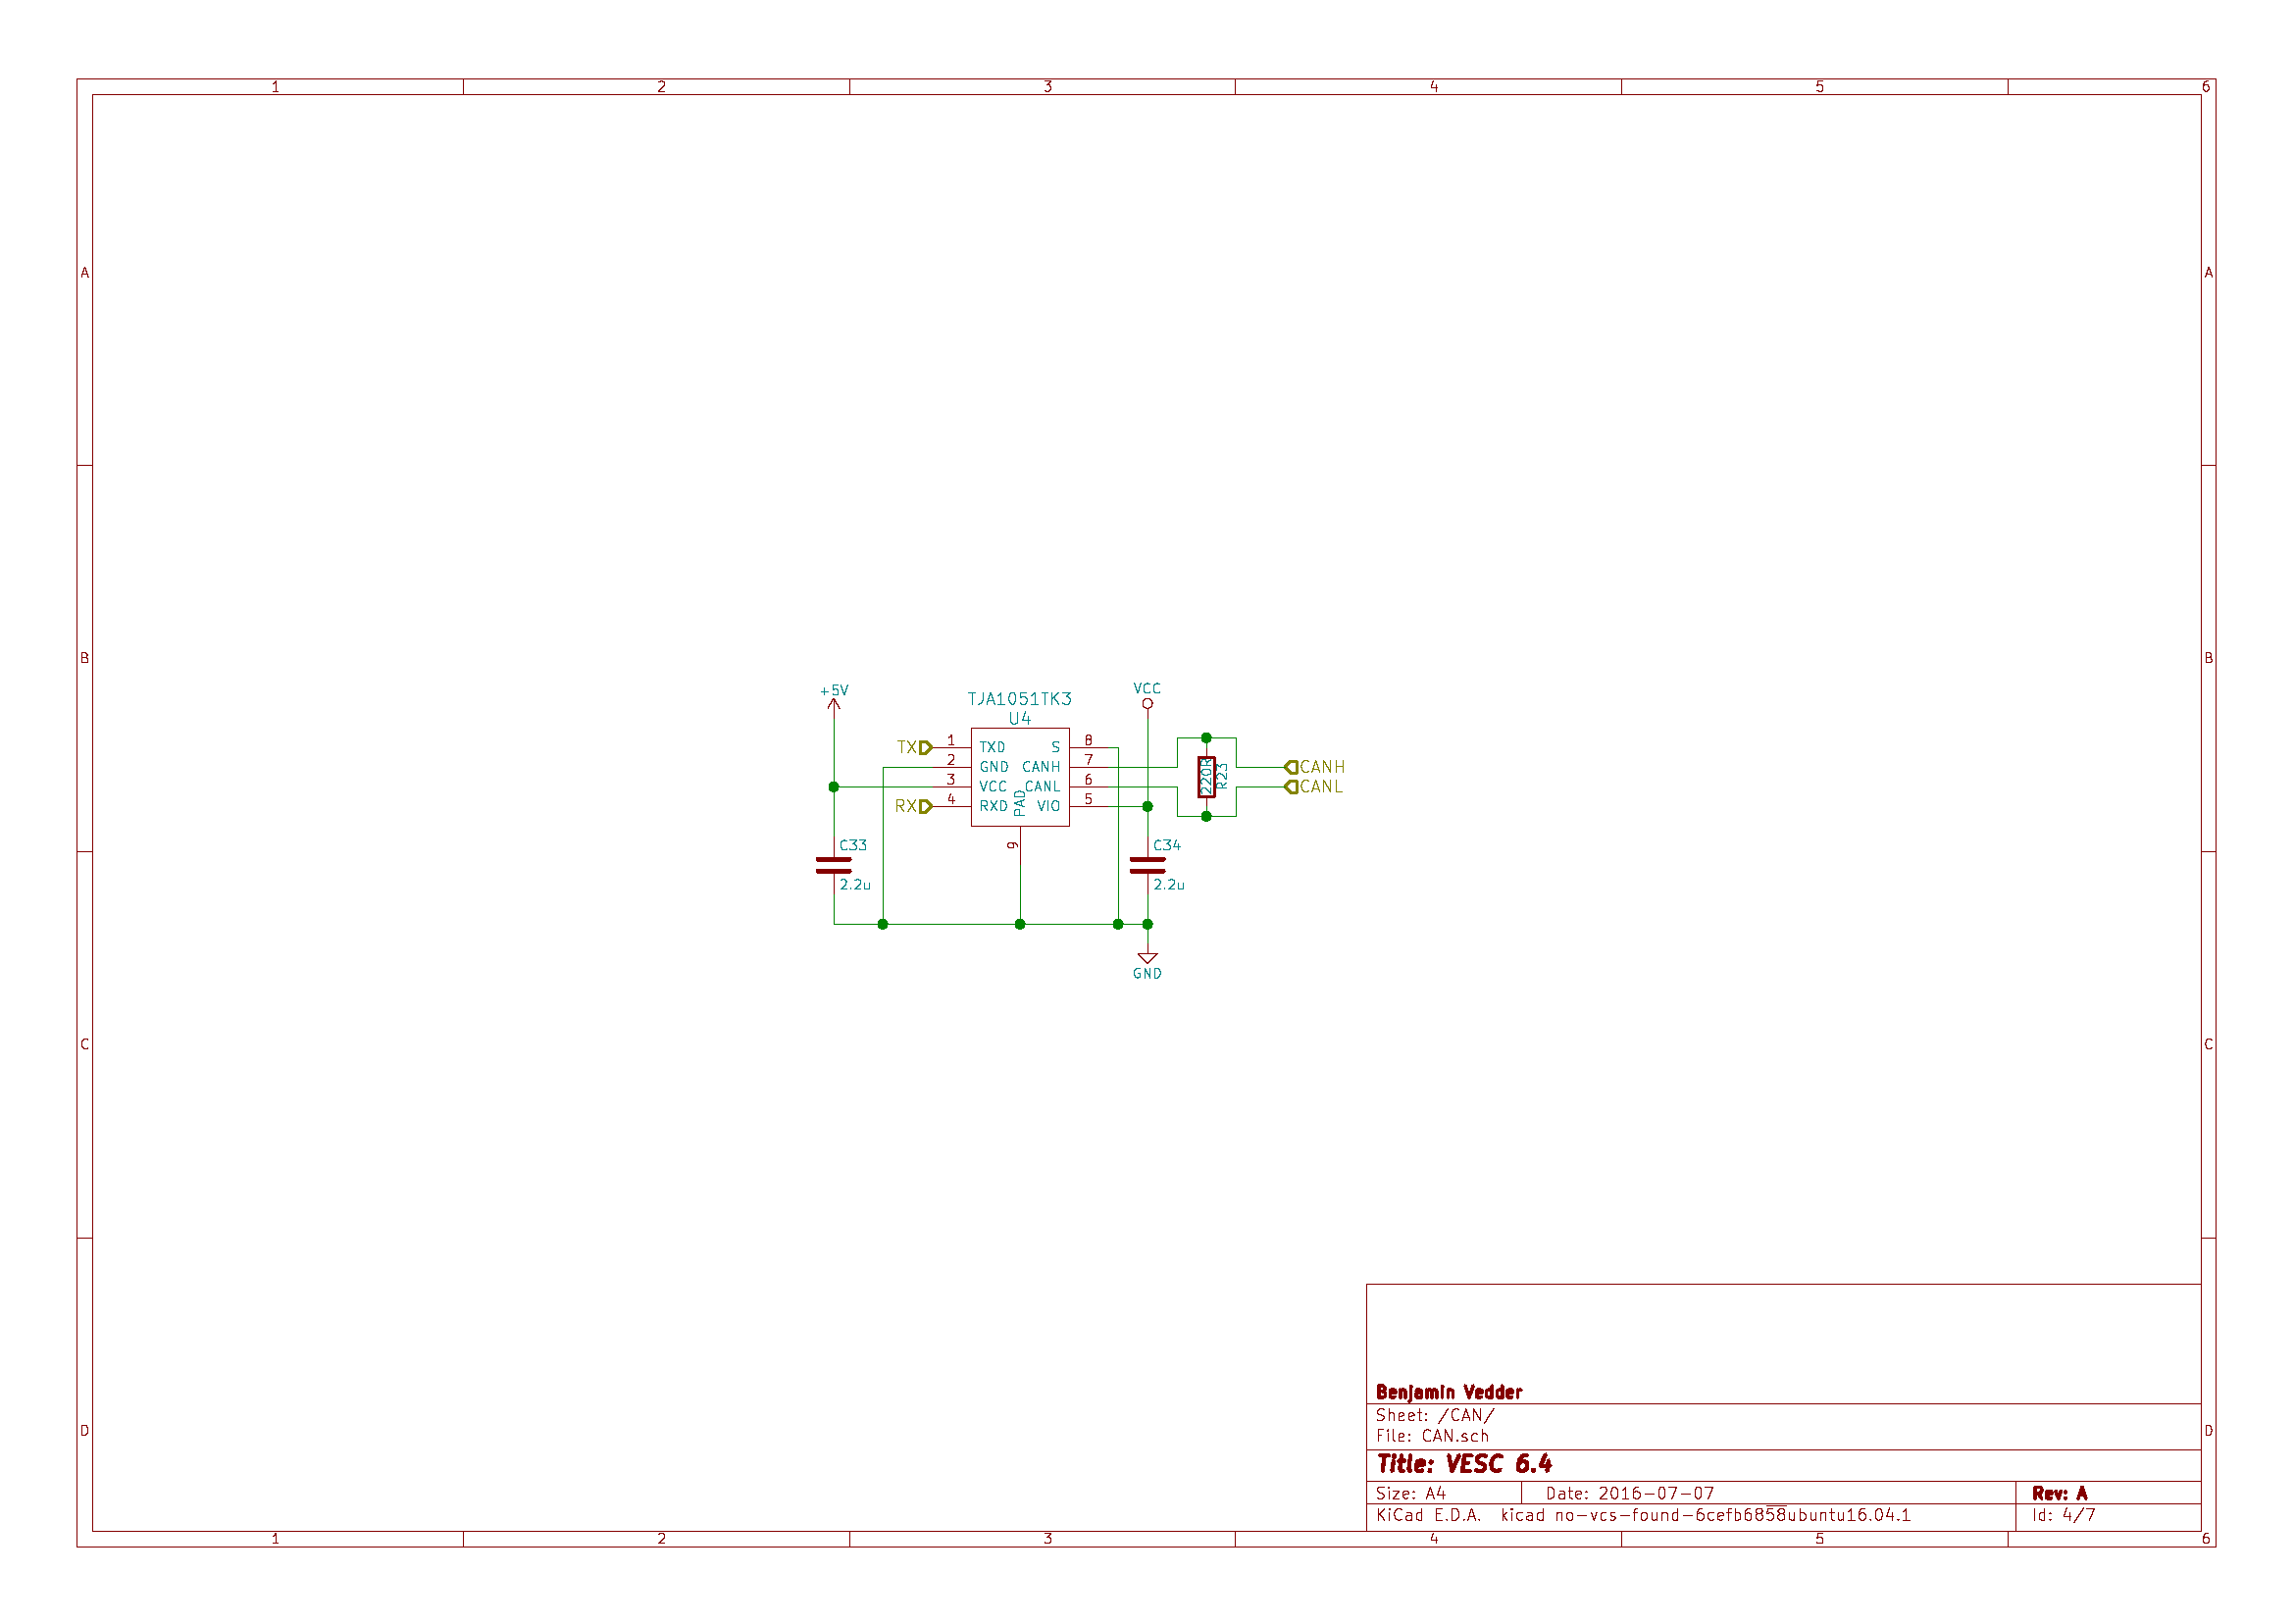 1 2 3 4 5 6
A A
B B
C C
D D
+5V
VCC
TJA1051TK3
U4
TX 1 TXD S 8
2 GND CANH 7 CANH
3 VCC CANL 6 CANL
RX 4 RXD VIO 5
PAD
9
220R
R23
C33
2.2u
C34
2.2u
GND
Benjamin Vedder
Sheet: /CAN/
File: CAN.sch
Title: VESC 6.4
Size: A4 Date: 2016-07-07 Rev: A
KiCad E.D.A. kicad no-vcs-found-6cefb6858ubuntu16.04.1 Id: 4/7
1 2 3 4 5 6